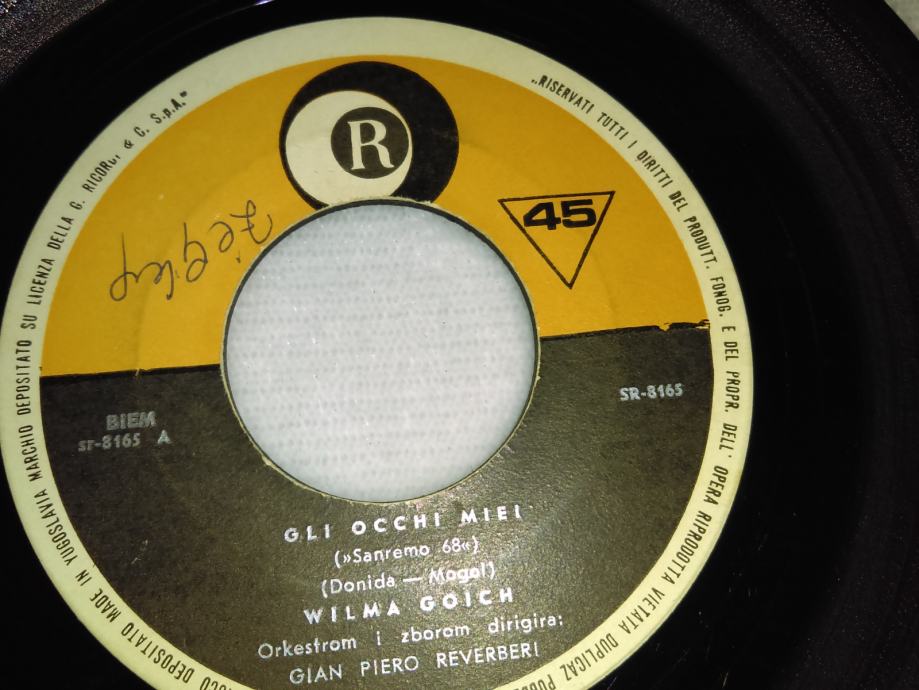 R
45
BIEM
sr-8165 A
SR-8165
GLI OCCHI MIEI
(»Sanremo 68«)
(Donida — Mogol)
WILMA GOICH
Orkestrom i zborom dirigira:
GIAN PIERO REVERBERI
DEPOSITATO MADE IN YUGOSLAVIA MARCHIO DEPOSITATO SU LICENZA DELLA G. RICORDI & C. S.p.A."
„RISERVATI TUTTI I DIRITTI DEL PRODUTT. FONOG. E DEL PROPR. DELL' OPERA RIPRODOTTA VIETATA DUPLICAZ